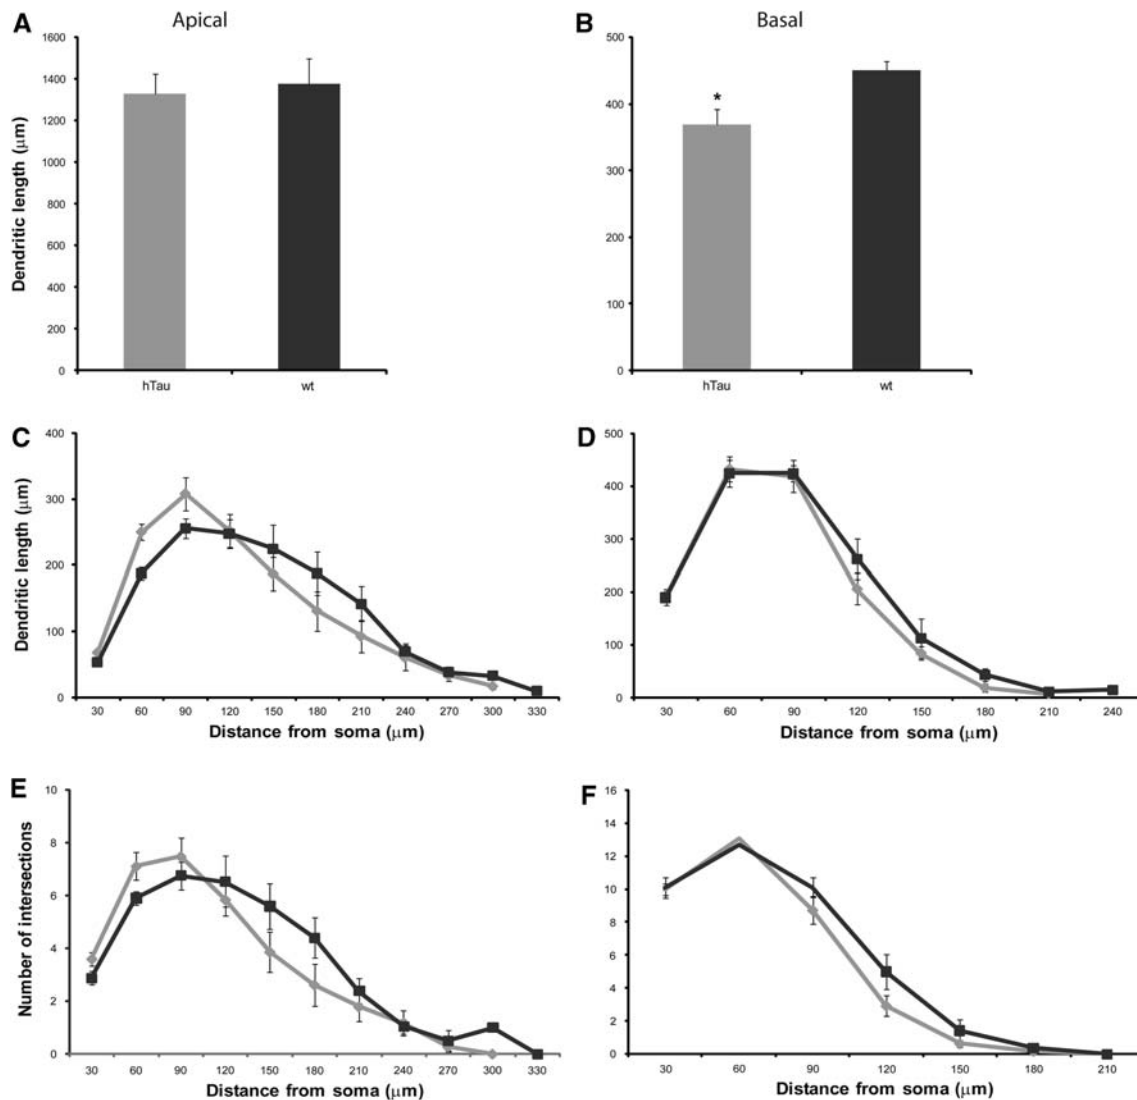 A Apical
Dendritic length (μm)
1600
1400
1200
1000
800
600
400
200
0
hTau wt
B Basal
500
400
300
200
100
0
*
hTau wt
C
Dendritic length (μm)
400
300
200
100
0
30 60 90 120 150 180 210 240 270 300 330
Distance from soma (μm)
D
500
400
300
200
100
0
30 60 90 120 150 180 210 240
Distance from soma (μm)
E
Number of intersections
10
8
6
4
2
0
30 60 90 120 150 180 210 240 270 300 330
Distance from soma (μm)
F
16
14
12
10
8
6
4
2
0
30 60 90 120 150 180 210
Distance from soma (μm)